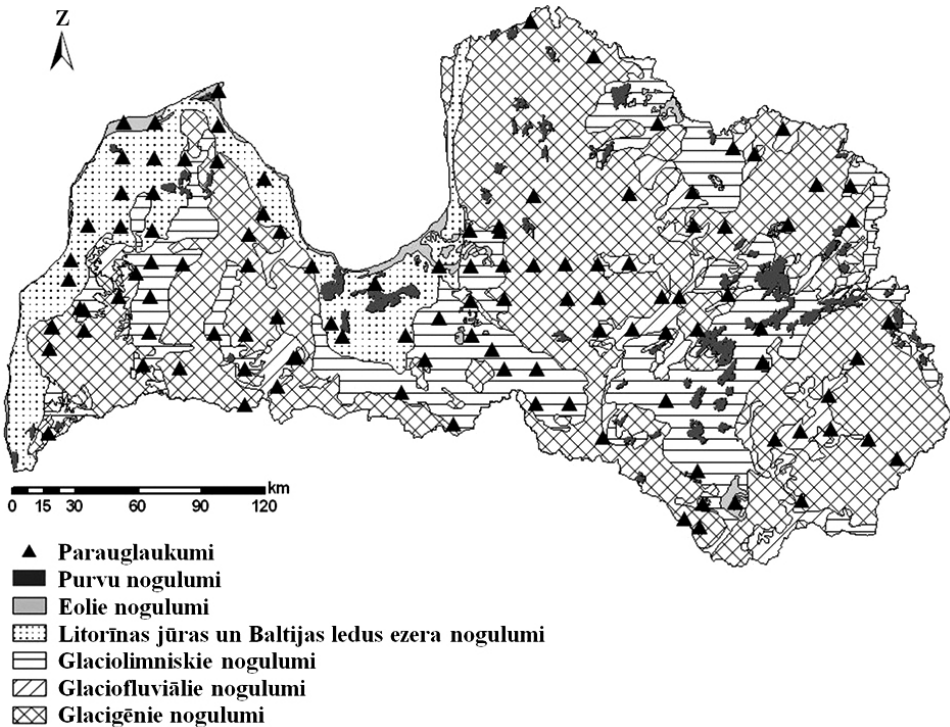 Z
km
0 15 30 60 90 120
Parauglaukumi
Purvu nogulumi
Eolie nogulumi
Litorīnas jūras un Baltijas ledus ezera nogulumi
Glaciolimniskie nogulumi
Glaciofluviālie nogulumi
Glacigēnie nogulumi